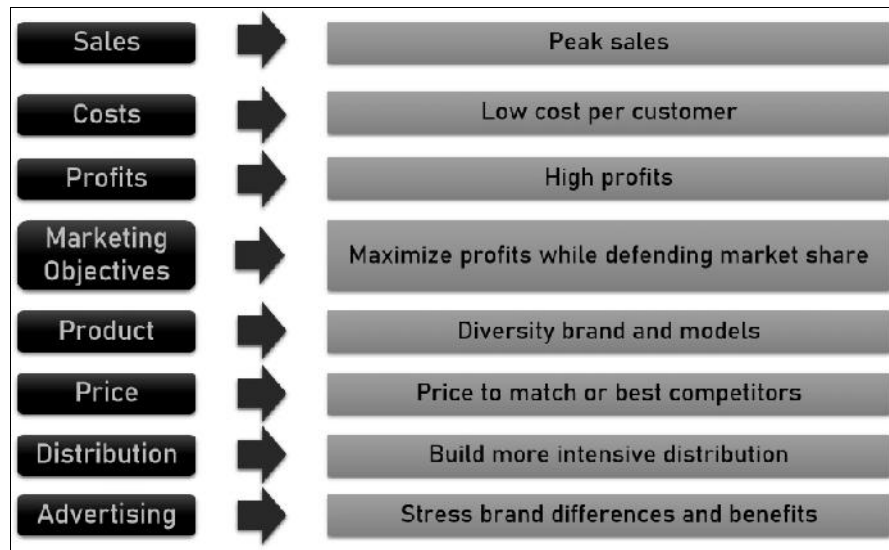 Sales
Peak sales
Costs
Low cost per customer
Profits
High profits
Marketing
Objectives
Maximize profits while defending market share
Product
Diversity brand and models
Price
Price to match or best competitors
Distribution
Build more intensive distribution
Advertising
Stress brand differences and benefits